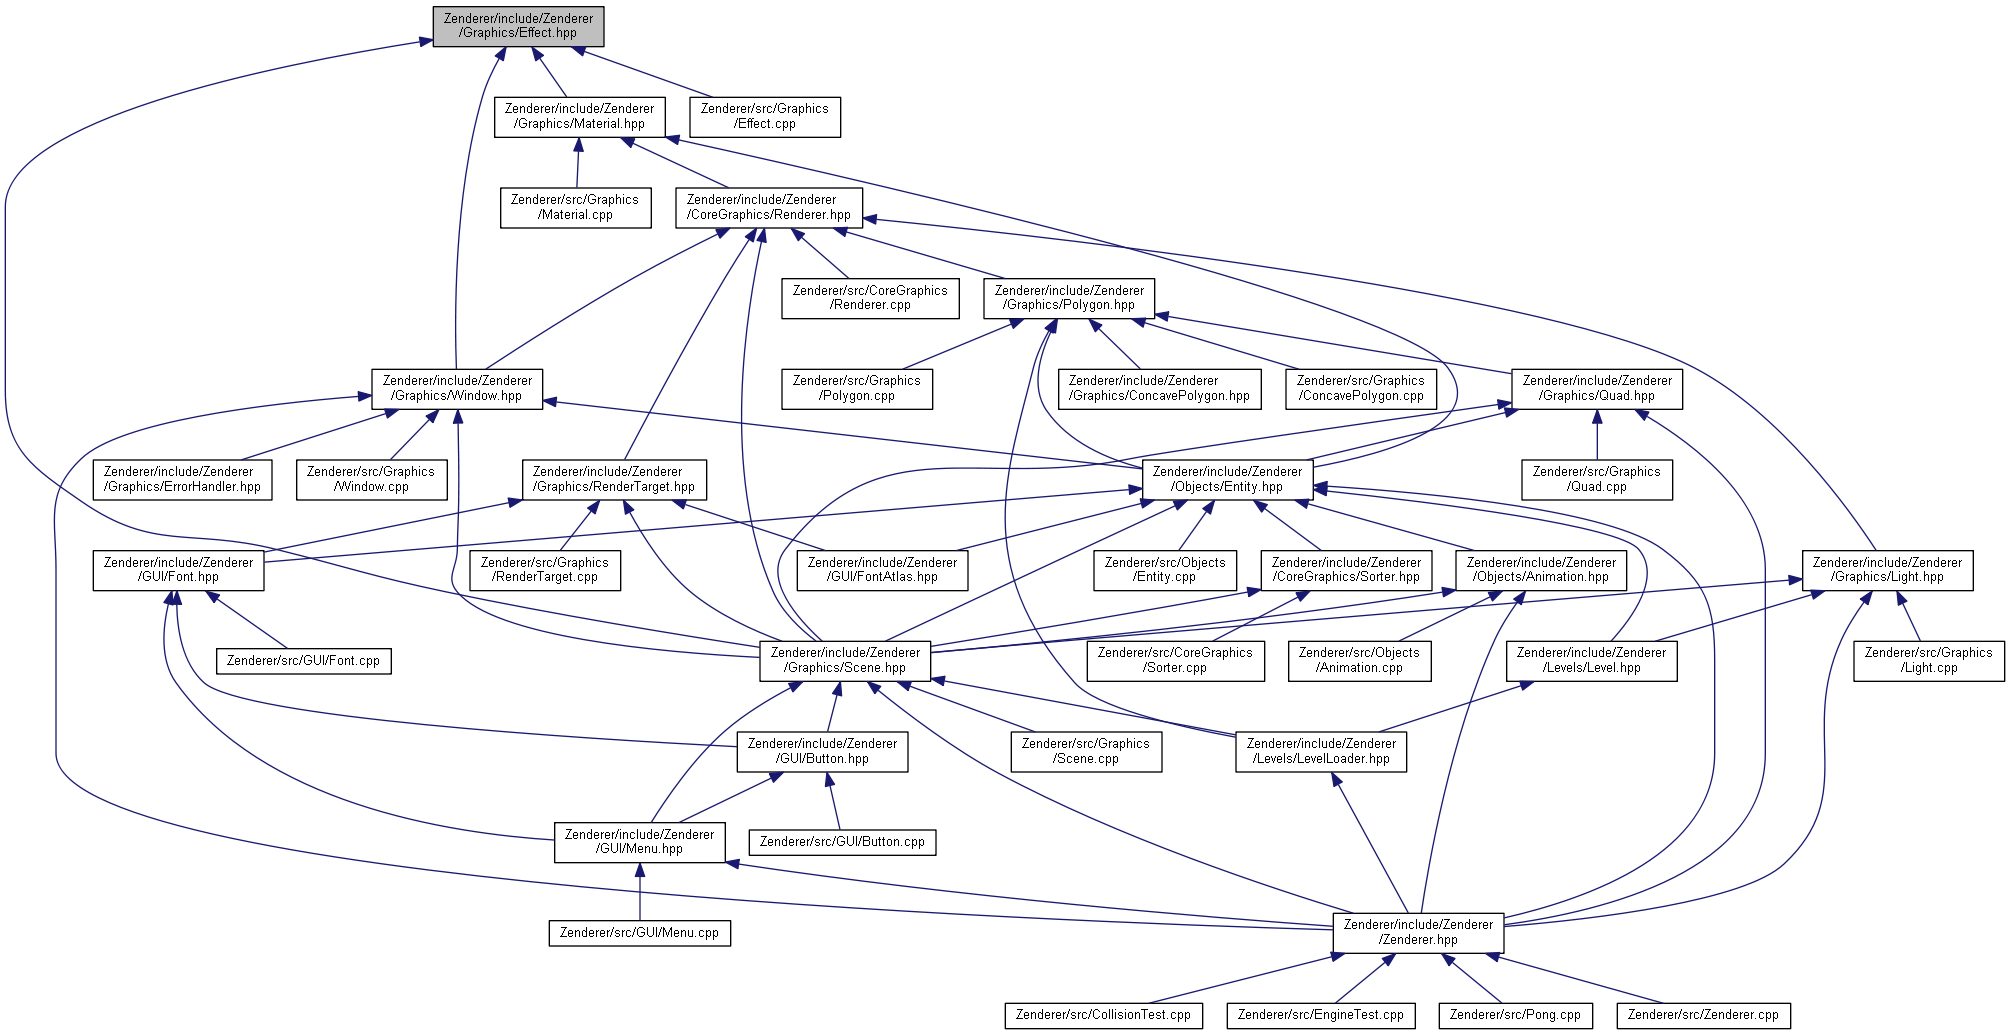 Zenderer/include/Zenderer
/Graphics/Effect.hpp
Zenderer/include/Zenderer
/Graphics/Material.hpp
Zenderer/src/Graphics
/Effect.cpp
Zenderer/src/Graphics
/Material.cpp
Zenderer/include/Zenderer
/CoreGraphics/Renderer.hpp
Zenderer/src/CoreGraphics
/Renderer.cpp
Zenderer/include/Zenderer
/Graphics/Polygon.hpp
Zenderer/include/Zenderer
/Graphics/Window.hpp
Zenderer/src/Graphics
/Polygon.cpp
Zenderer/include/Zenderer
/Graphics/ConcavePolygon.hpp
Zenderer/src/Graphics
/ConcavePolygon.cpp
Zenderer/include/Zenderer
/Graphics/Quad.hpp
Zenderer/include/Zenderer
/Graphics/ErrorHandler.hpp
Zenderer/src/Graphics
/Window.cpp
Zenderer/include/Zenderer
/Graphics/RenderTarget.hpp
Zenderer/include/Zenderer
/Objects/Entity.hpp
Zenderer/src/Graphics
/Quad.cpp
Zenderer/include/Zenderer
/GUI/Font.hpp
Zenderer/src/Graphics
/RenderTarget.cpp
Zenderer/include/Zenderer
/GUI/FontAtlas.hpp
Zenderer/src/Objects
/Entity.cpp
Zenderer/include/Zenderer
/CoreGraphics/Sorter.hpp
Zenderer/include/Zenderer
/Objects/Animation.hpp
Zenderer/include/Zenderer
/Graphics/Light.hpp
Zenderer/src/GUI/Font.cpp
Zenderer/include/Zenderer
/Graphics/Scene.hpp
Zenderer/src/CoreGraphics
/Sorter.cpp
Zenderer/src/Objects
/Animation.cpp
Zenderer/include/Zenderer
/Levels/Level.hpp
Zenderer/src/Graphics
/Light.cpp
Zenderer/include/Zenderer
/GUI/Button.hpp
Zenderer/src/Graphics
/Scene.cpp
Zenderer/include/Zenderer
/Levels/LevelLoader.hpp
Zenderer/include/Zenderer
/GUI/Menu.hpp
Zenderer/src/GUI/Button.cpp
Zenderer/src/GUI/Menu.cpp
Zenderer/include/Zenderer
/Zenderer.hpp
Zenderer/src/CollisionTest.cpp
Zenderer/src/EngineTest.cpp
Zenderer/src/Pong.cpp
Zenderer/src/Zenderer.cpp